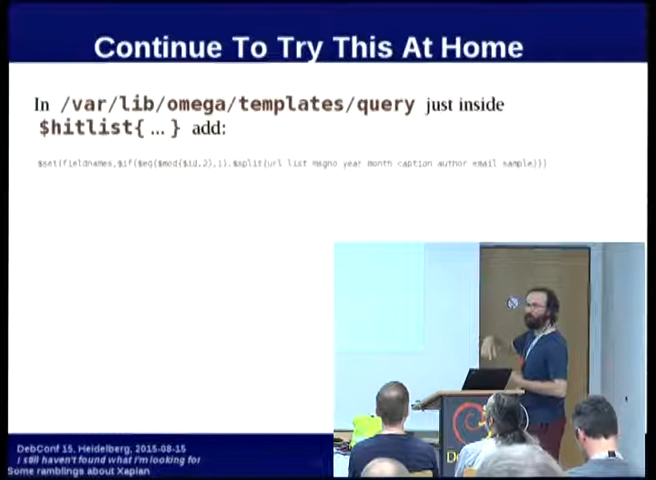 Continue To Try This At Home
In /var/lib/omega/templates/query just inside
$hitlist{ ... } add:
$set{fieldnames,$if{$eq{$mod{$id,2},1},$split{url list msgno year month caption author email sample}}}
DebConf 15, Heidelberg, 2015-08-15
I still haven't found what I'm looking for
Some ramblings about Xapian